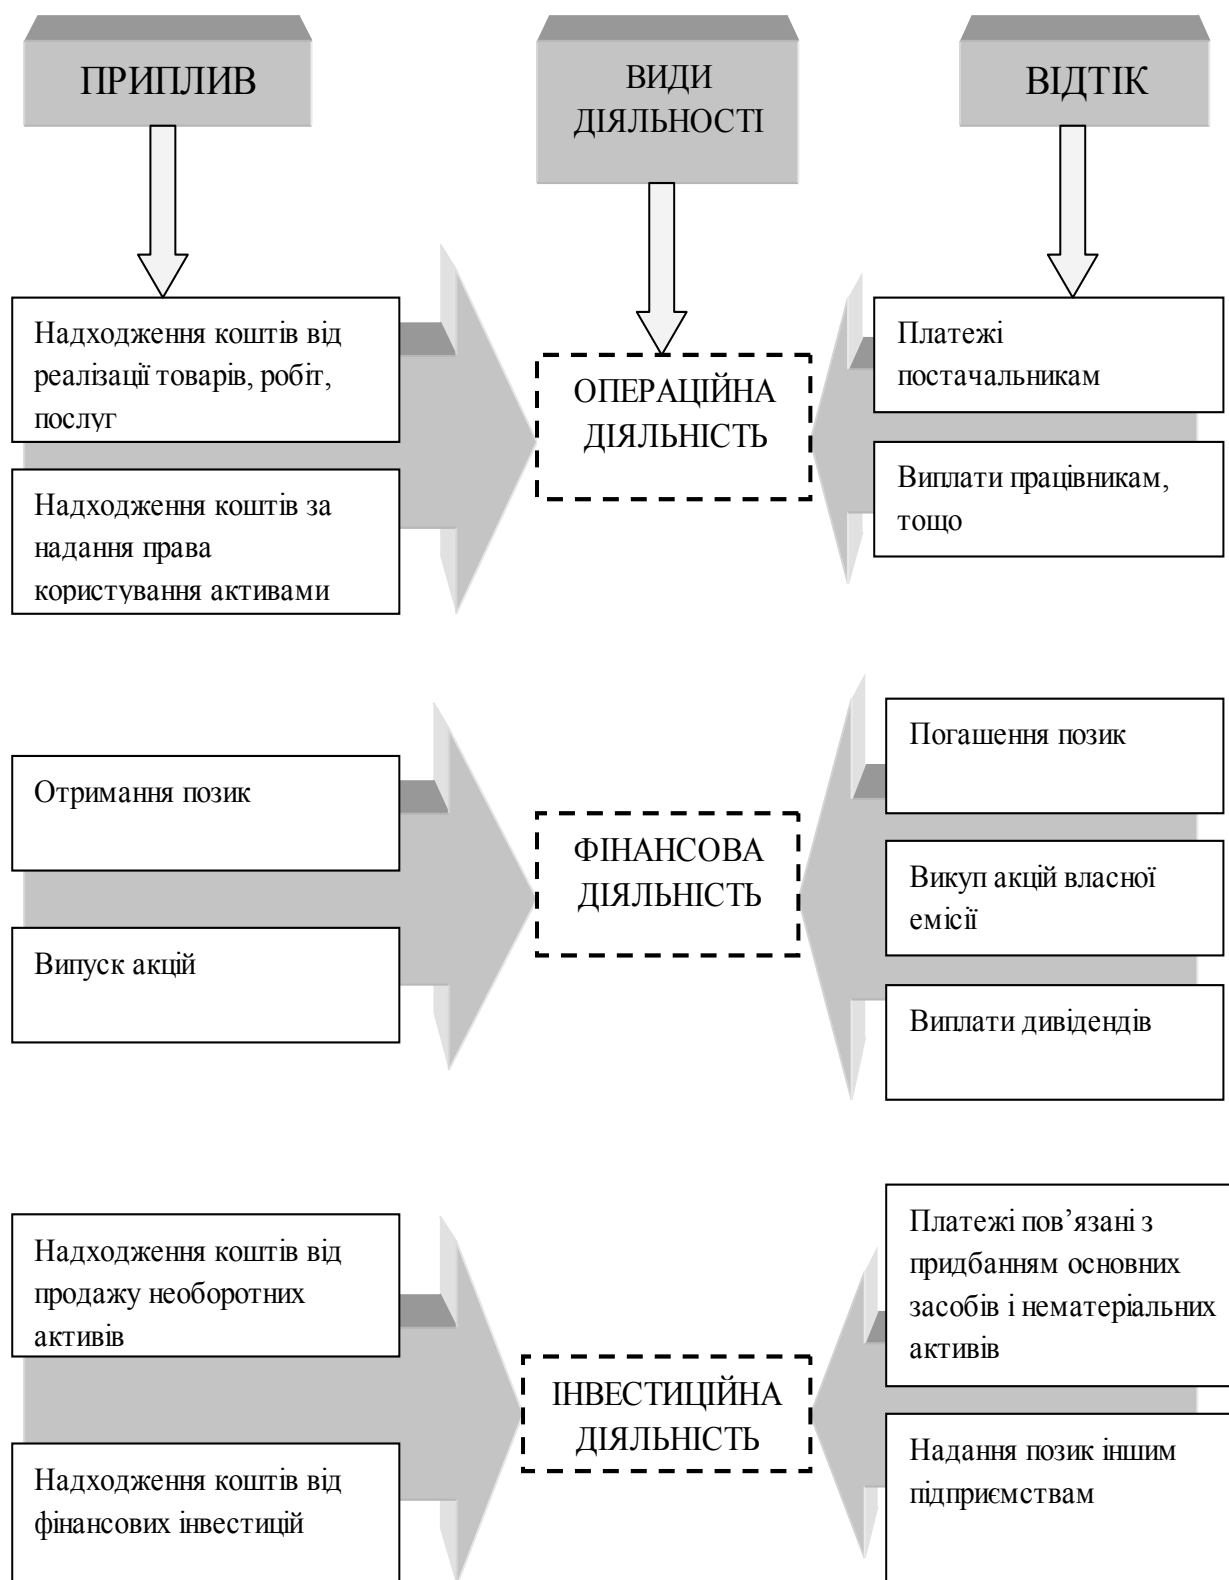 ПРИПЛИВ
ВИДИ
ДІЯЛЬНОСТІ
ВІДТІК
Надходження коштів від
реалізації товарів, робіт,
послуг
Надходження коштів за
надання права
користування активами
ОПЕРАЦІЙНА
ДІЯЛЬНІСТЬ
Платежі
постачальникам
Виплати працівникам,
тощо
Отримання позик
Випуск акцій
ФІНАНСОВА
ДІЯЛЬНІСТЬ
Погашення позик
Викуп акцій власної
емісії
Виплати дивідендів
Надходження коштів від
продажу необоротних
активів
Надходження коштів від
фінансових інвестицій
ІНВЕСТИЦІЙНА
ДІЯЛЬНІСТЬ
Платежі пов’язані з
придбанням основних
засобів і нематеріальних
активів
Надання позик іншим
підприємствам